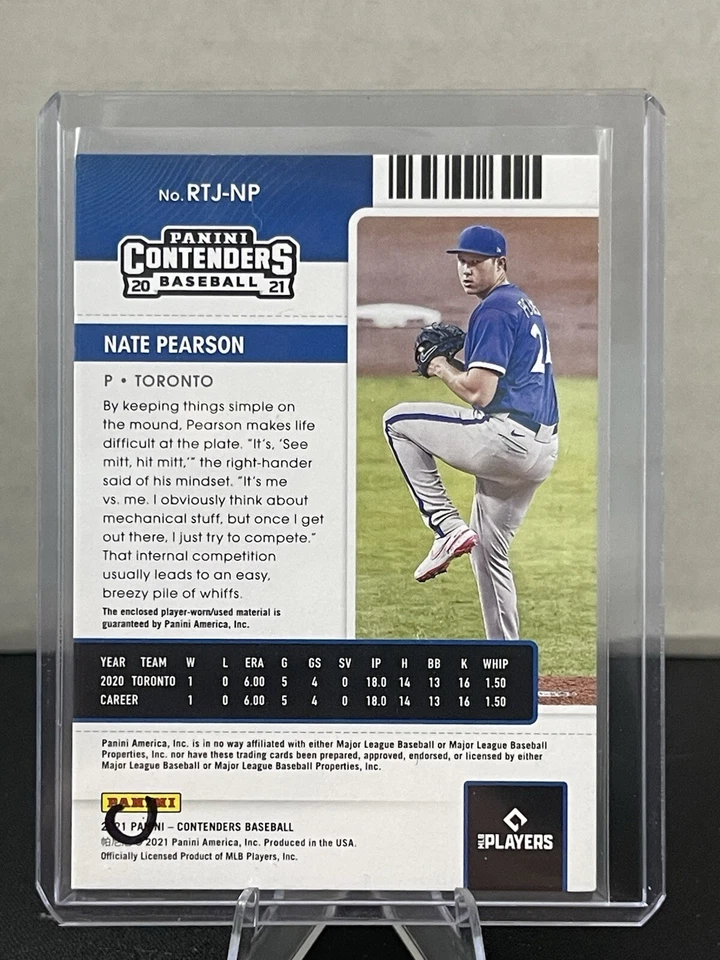 No. RTJ-NP
PANINI
CONTENDERS
20 BASEBALL 21
NATE PEARSON
P • TORONTO
By keeping things simple on
the mound, Pearson makes life
difficult at the plate. "It's, 'See
mitt, hit mitt,'" the right-hander
said of his mindset. "It's me
vs. me. I obviously think about
mechanical stuff, but once I get
out there, I just try to compete."
That internal competition
usually leads to an easy,
breezy pile of whiffs.
The enclosed player-worn/used material is
guaranteed by Panini America, Inc.
YEAR TEAM W L ERA G GS SV IP H BB K WHIP
2020 TORONTO 1 0 6.00 5 4 0 18.0 14 13 16 1.50
CAREER 1 0 6.00 5 4 0 18.0 14 13 16 1.50
Panini America, Inc. is in no way affiliated with either Major League Baseball or Major League Baseball
Properties, Inc. nor have these trading cards been prepared, approved, endorsed, or licensed by either
Major League Baseball or Major League Baseball Properties, Inc.
PANINI
2021 PANINI – CONTENDERS BASEBALL
© 2021 Panini America, Inc. Produced in the USA.
Officially Licensed Product of MLB Players, Inc.
MLB PLAYERS